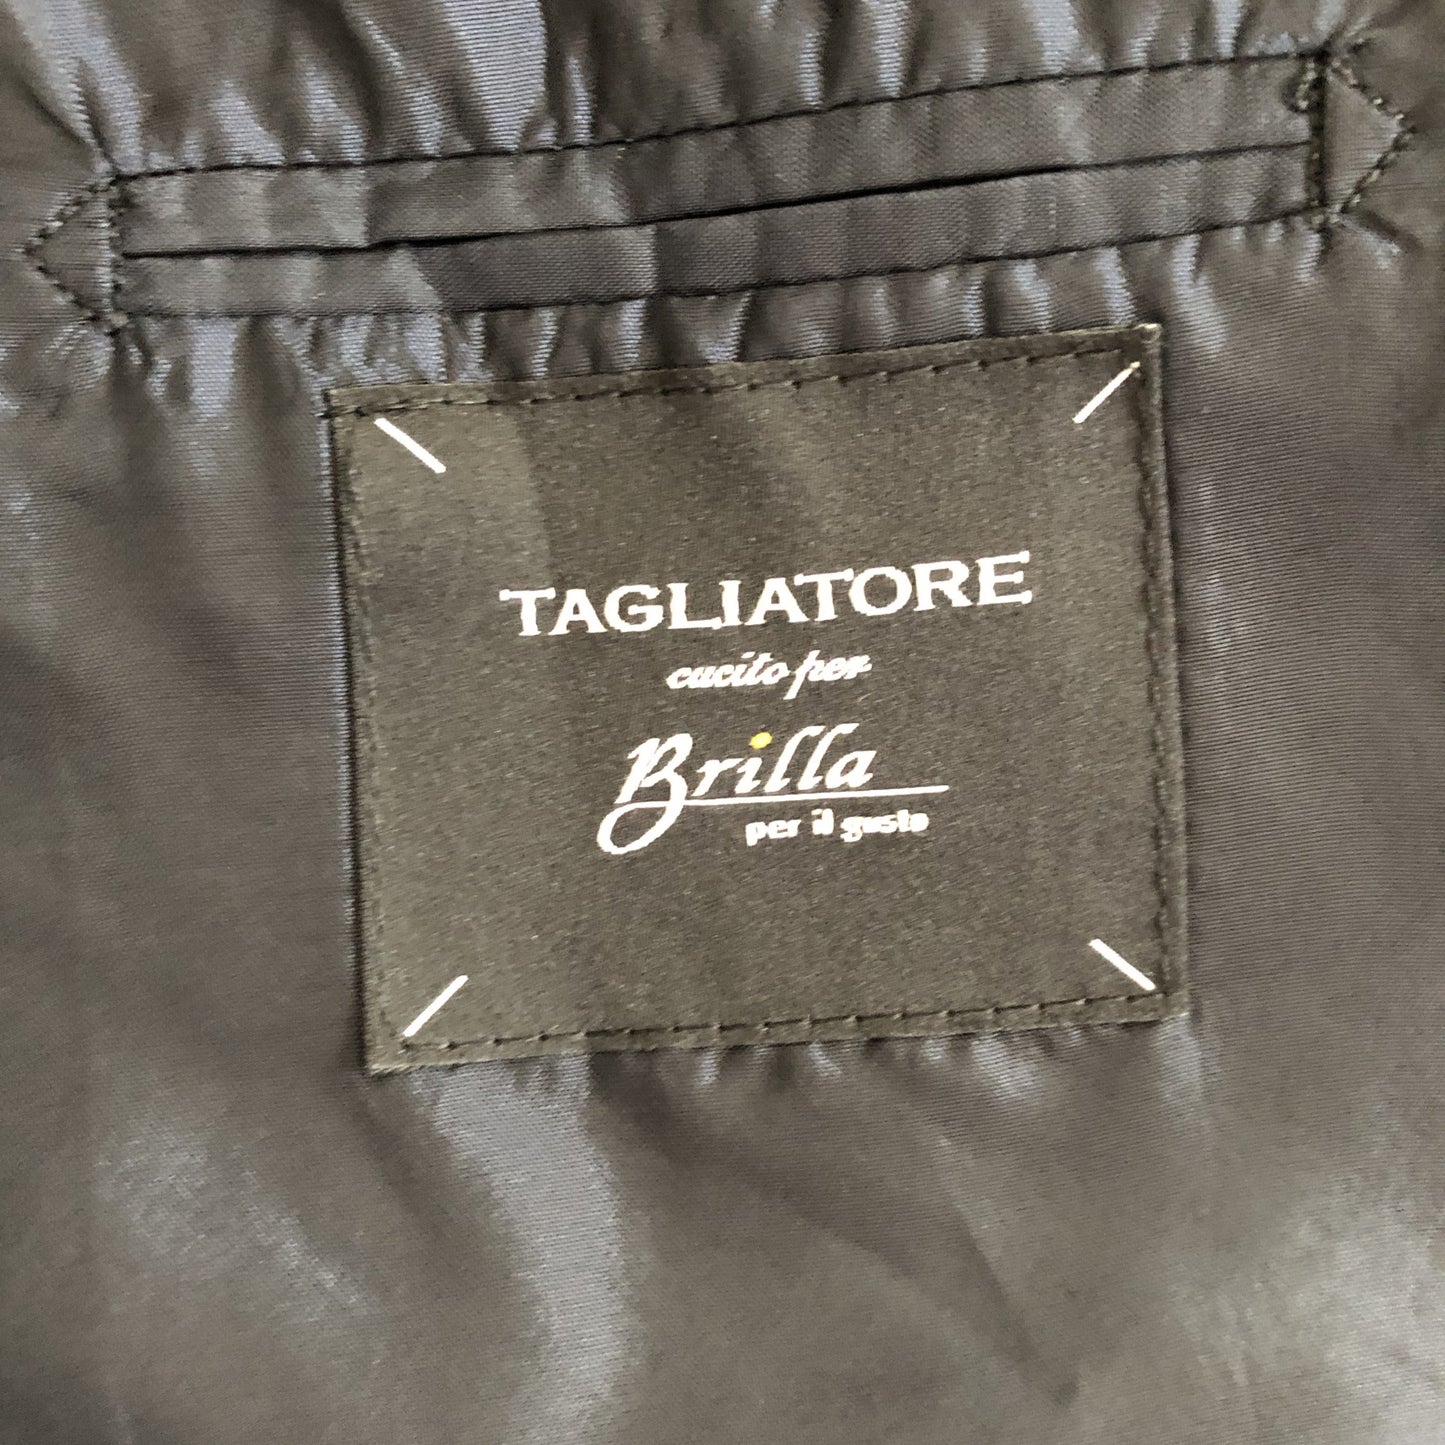 TAGLIATORE
cucito per
Brilla
per il gusto